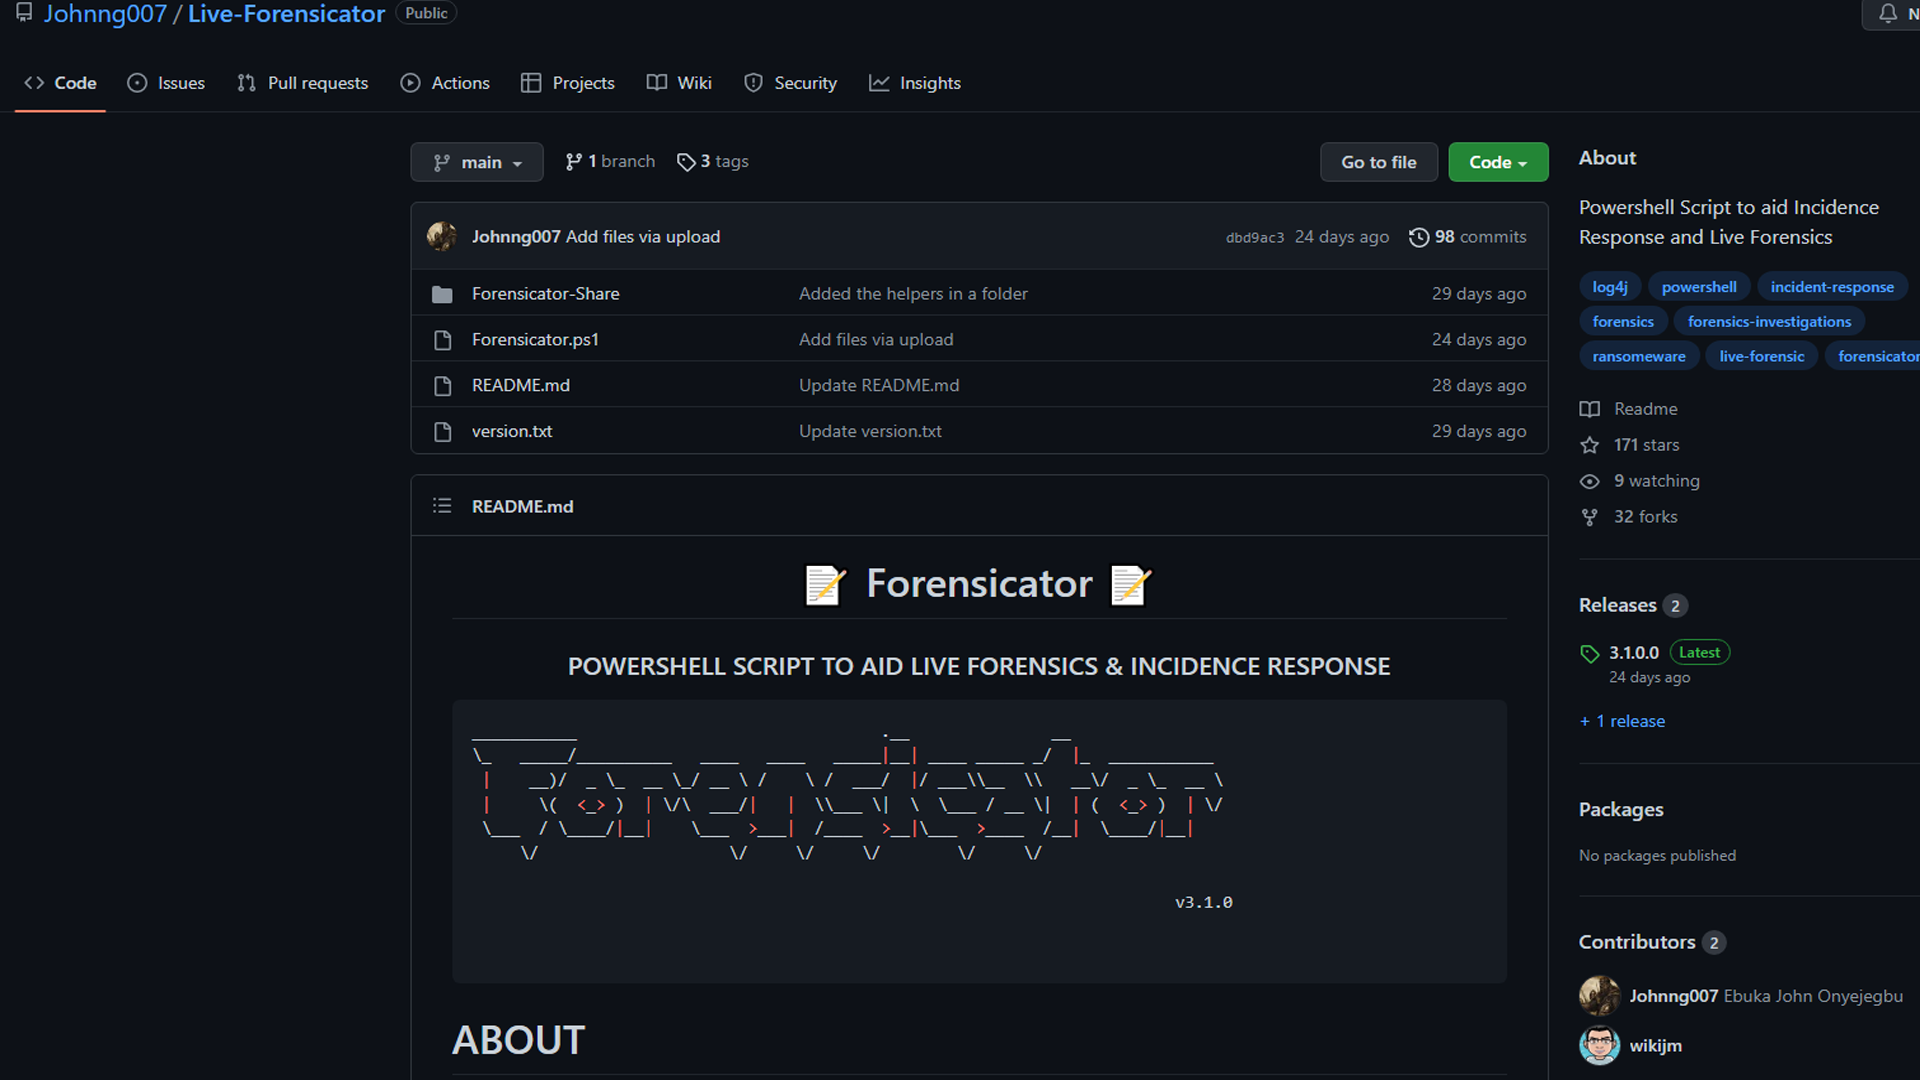 Johnng007 / Live-Forensicator Public
Code Issues Pull requests Actions Projects Wiki Security Insights
main 1 branch 3 tags Go to file Code
Johnng007 Add files via upload dbd9ac3 24 days ago 98 commits
Forensicator-Share Added the helpers in a folder 29 days ago
Forensicator.ps1 Add files via upload 24 days ago
README.md Update README.md 28 days ago
version.txt Update version.txt 29 days ago
README.md
Forensicator
POWERSHELL SCRIPT TO AID LIVE FORENSICS & INCIDENCE RESPONSE
Forensicator
v3.1.0
ABOUT
About
Powershell Script to aid Incidence
Response and Live Forensics
log4j powershell incident-response
forensics forensics-investigations
ransomeware live-forensic forensicator
Readme
171 stars
9 watching
32 forks
Releases 2
3.1.0.0 Latest
24 days ago
+ 1 release
Packages
No packages published
Contributors 2
Johnng007 Ebuka John Onyejegbu
wikijm